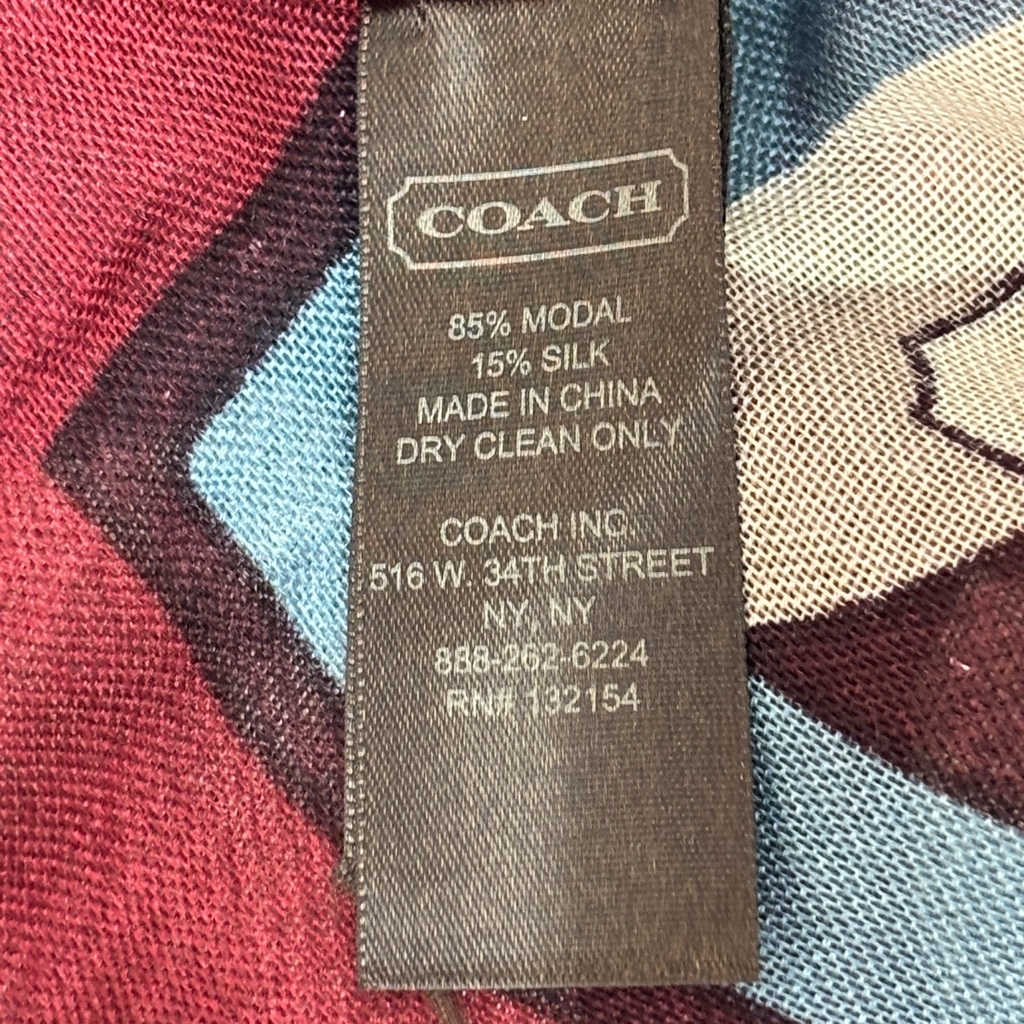 COACH
85% MODAL
15% SILK
MADE IN CHINA
DRY CLEAN ONLY
COACH INC.
516 W. 34TH STREET
NY, NY
888-262-6224
RN# 132154